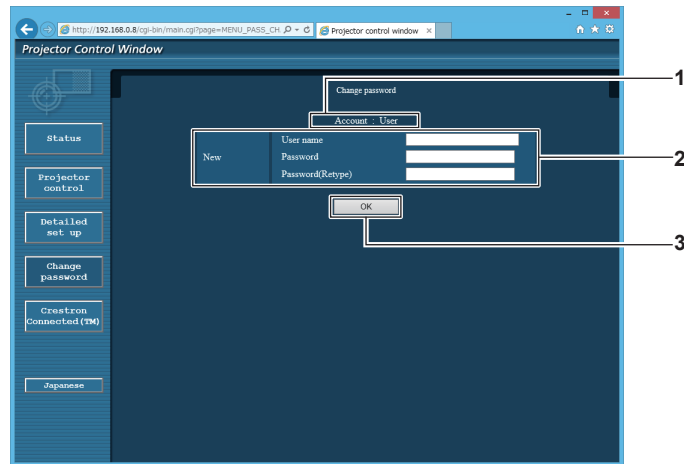 http://192.168.0.8/cgi-bin/main.cgi?page=MENU_PASS_CH
Projector control window
Projector Control Window
1
Change password
Account : User
2
New
User name
Password
Password(Retype)
OK
3
Status
Projector
control
Detailed
set up
Change
password
Crestron
Connected(TM)
Japanese